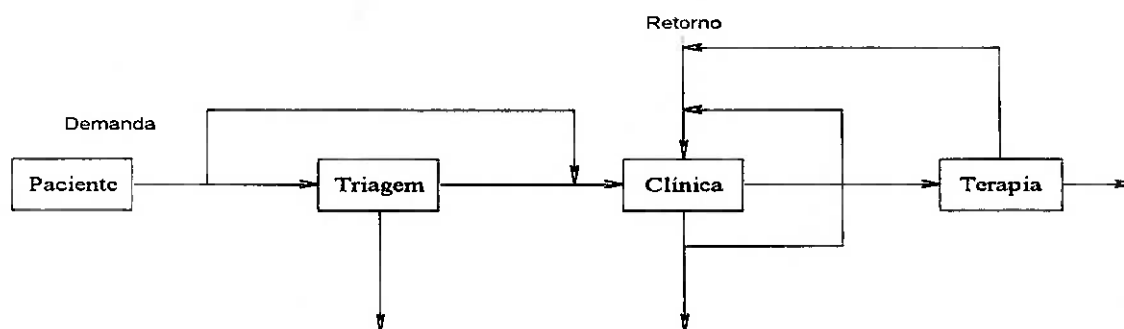 Retorno
Demanda
Paciente
Triagem
Clínica
Terapia